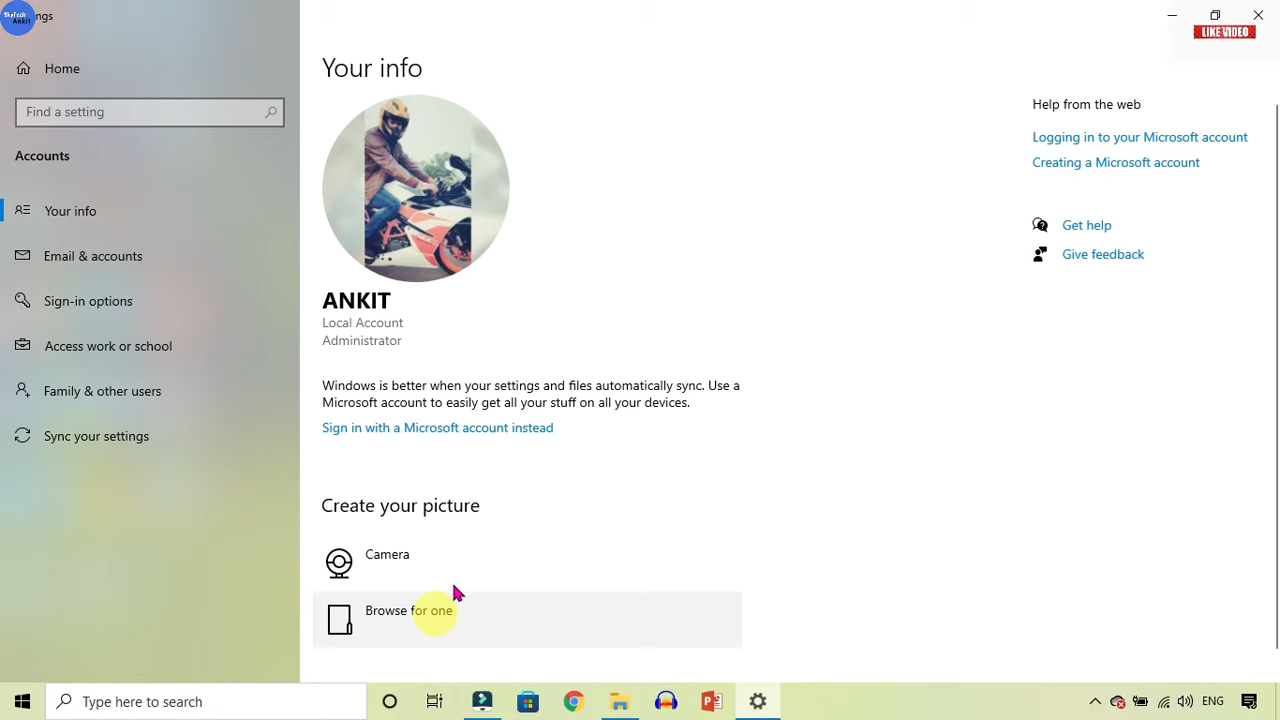 ngs
Home
Find a setting
Accounts
Your info
Email & accounts
Sign-in options
Access work or school
Family & other users
Sync your settings
Your info
ANKIT
Local Account
Administrator
Windows is better when your settings and files automatically sync. Use a
Microsoft account to easily get all your stuff on all your devices.
Sign in with a Microsoft account instead
Create your picture
Camera
Browse for one
LIKE VIDEO
Help from the web
Logging in to your Microsoft account
Creating a Microsoft account
Get help
Give feedback
Type here to search
ENG